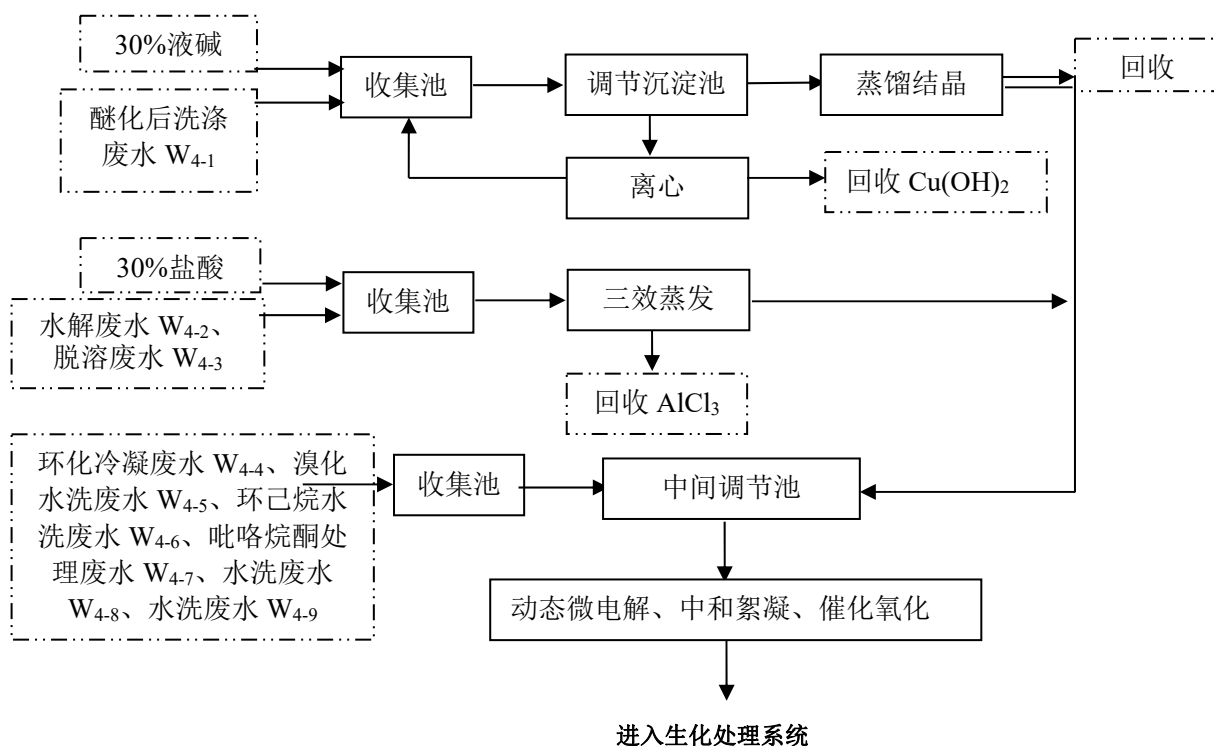 30%液碱
收集池
调节沉淀池
蒸馏结晶
回收
醚化后洗涤
废水 W4-1
离心
回收 Cu(OH)2
30%盐酸
收集池
三效蒸发
水解废水 W4-2、
脱溶废水 W4-3
回收 AlCl3
环化冷凝废水 W4-4、溴化
水洗废水 W4-5、环己烷水
洗废水 W4-6、吡咯烷酮处
理废水 W4-7、水洗废水
W4-8、水洗废水 W4-9
收集池
中间调节池
动态微电解、中和絮凝、催化氧化
进入生化处理系统